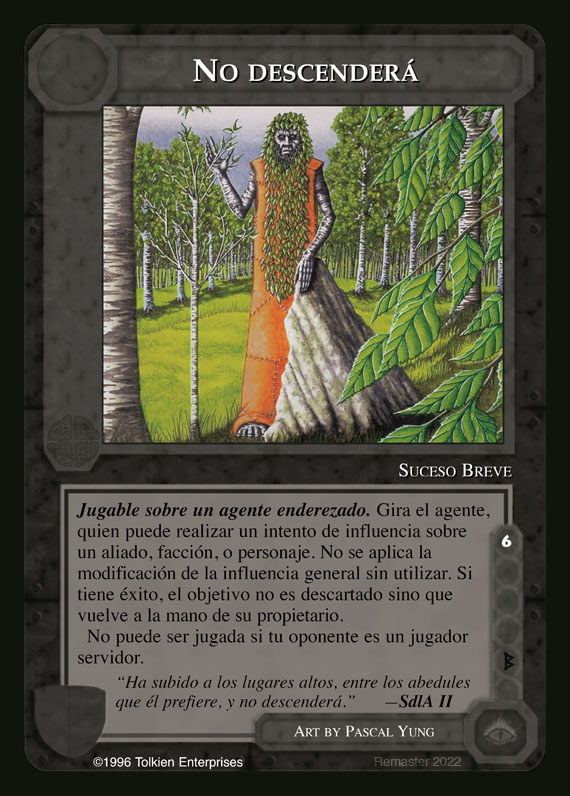 No descenderá
Suceso Breve
Jugable sobre un agente enderezado. Gira el agente,
quien puede realizar un intento de influencia sobre
un aliado, facción, o personaje. No se aplica la
modificación de la influencia general sin utilizar. Si
tiene éxito, el objetivo no es descartado sino que
vuelve a la mano de su propietario.
No puede ser jugada si tu oponente es un jugador
servidor.
“Ha subido a los lugares altos, entre los abedules
que él prefiere, y no descenderá.” —SdlA II
6
ᛒ
Art by Pascal Yung
©1996 Tolkien Enterprises
Remaster 2022